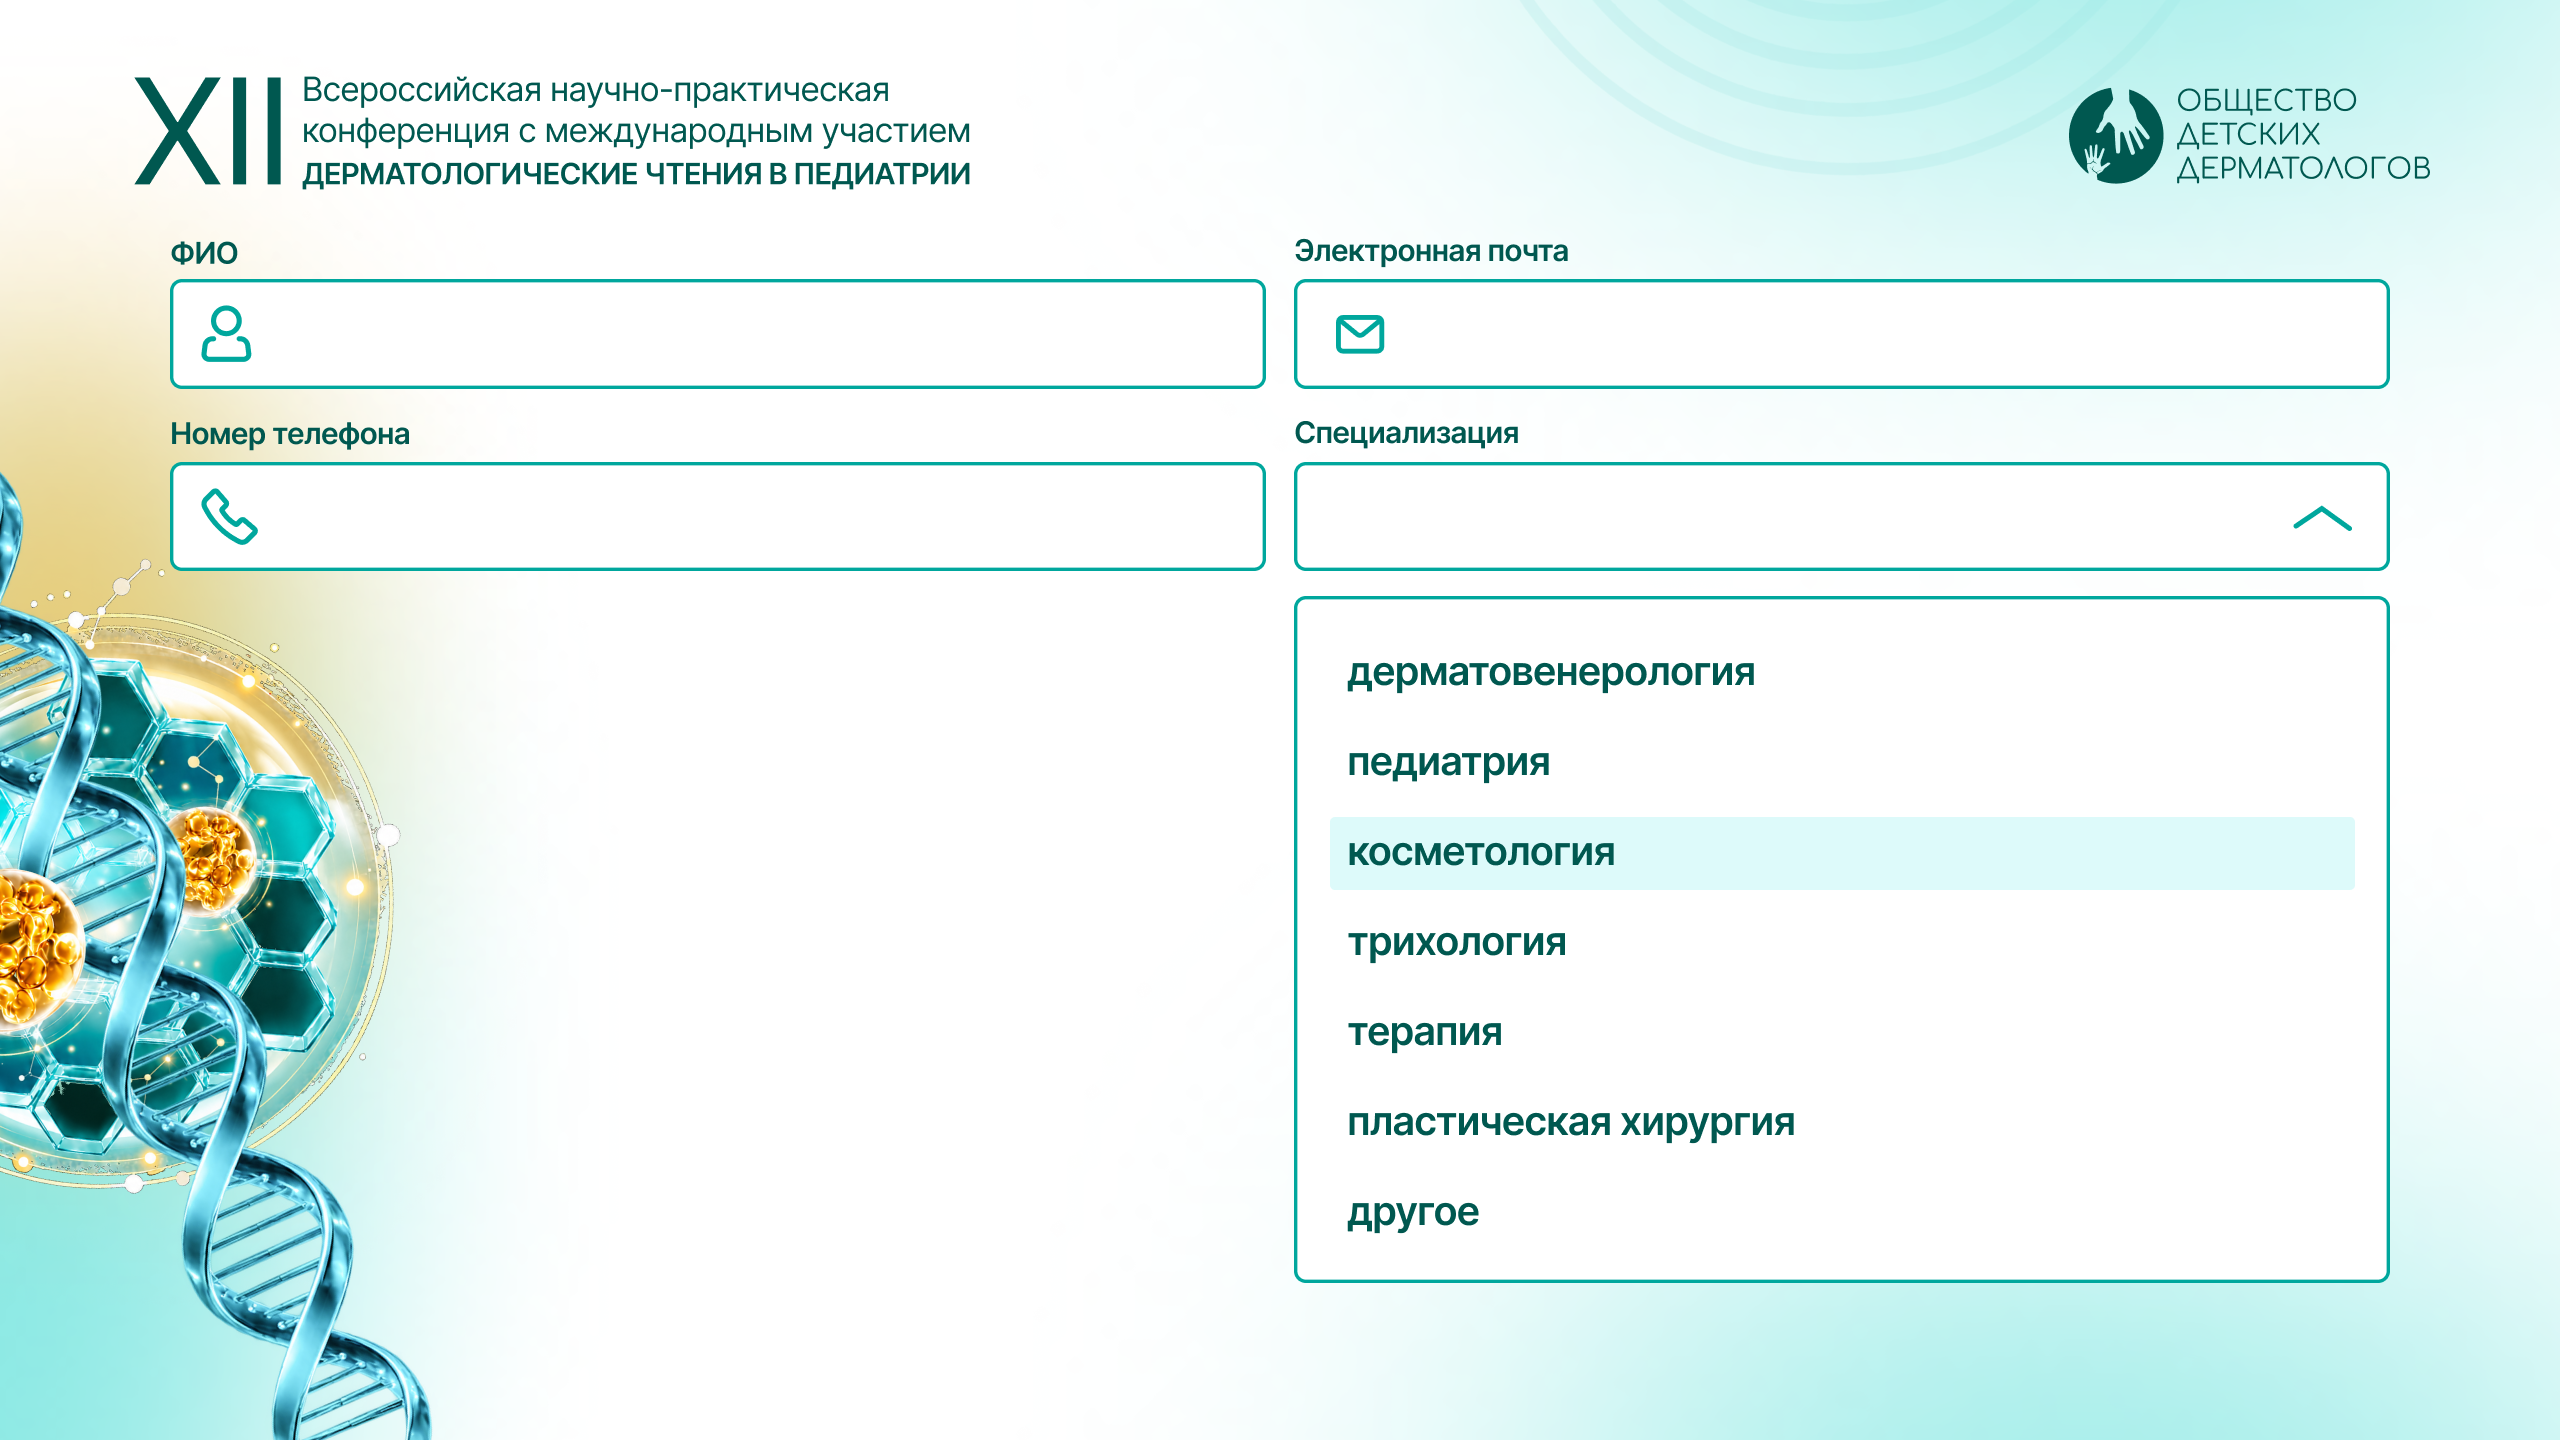 XII
Всероссийская научно-практическая
конференция с международным участием
ДЕРМАТОЛОГИЧЕСКИЕ ЧТЕНИЯ В ПЕДИАТРИИ
ОБЩЕСТВО
ДЕТСКИХ
ДЕРМАТОЛОГОВ
ФИО
Электронная почта
Номер телефона
Специализация
дерматовенерология
педиатрия
косметология
трихология
терапия
пластическая хирургия
другое